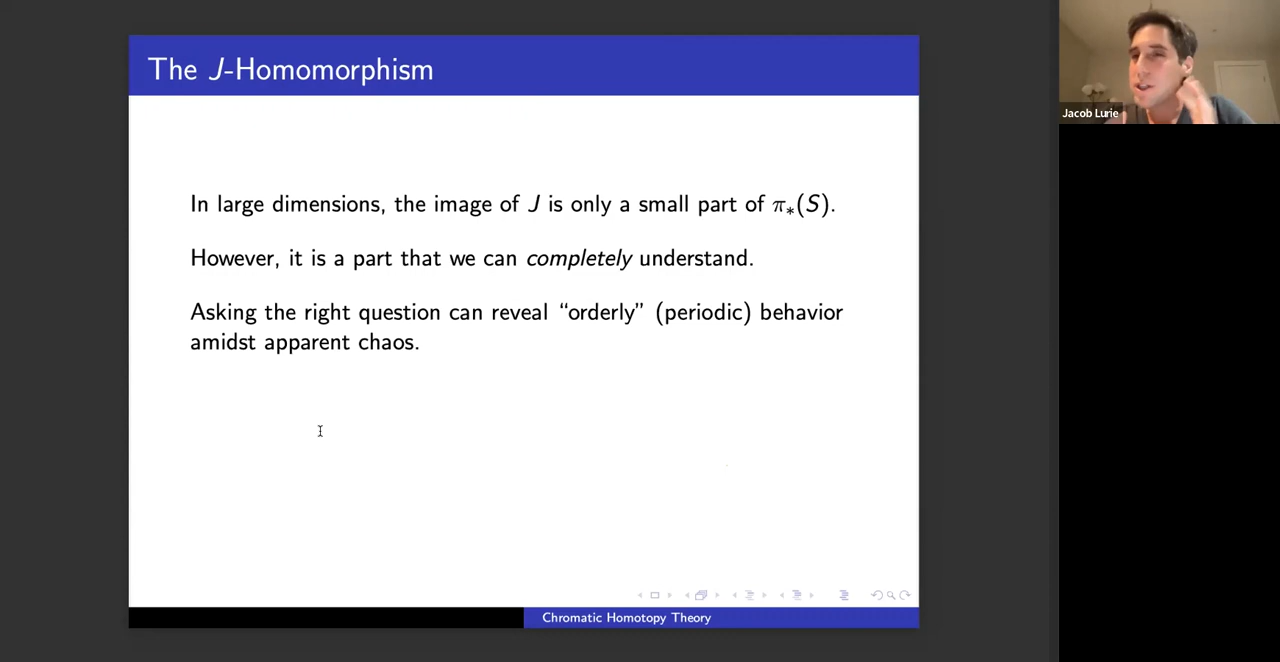 The J-Homomorphism
Jacob Lurie
In large dimensions, the image of J is only a small part of π∗(S).
However, it is a part that we can completely understand.
Asking the right question can reveal “orderly” (periodic) behavior
amidst apparent chaos.
Chromatic Homotopy Theory